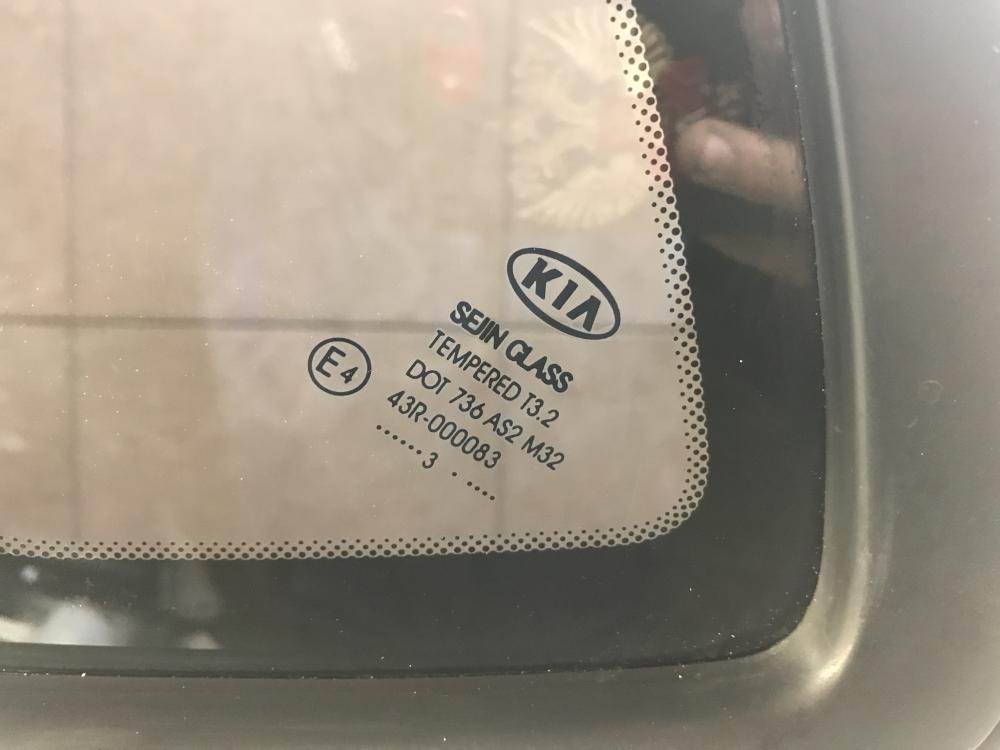 KIA
SEJIN GLASS
TEMPERED T3.2
DOT 736 AS2 M32
E4
43R-000083
.......3 . ....